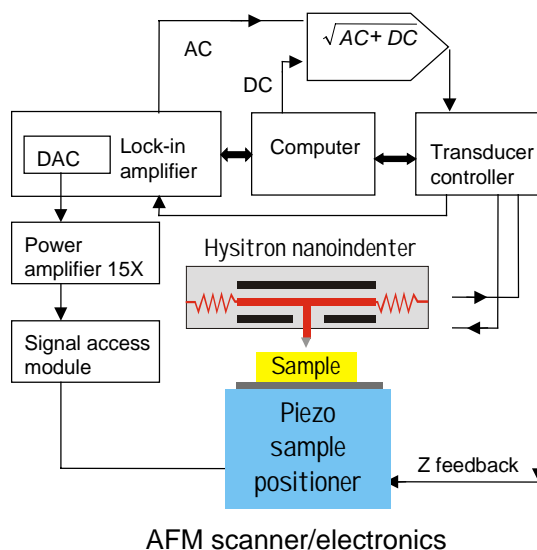 AC
√AC+ DC
DC
DAC
Lock-in
amplifier
Computer
Transducer
controller
Power
amplifier 15X
Hysitron nanoindenter
Signal access
module
Sample
Piezo
sample
positioner
Z feedback
AFM scanner/electronics